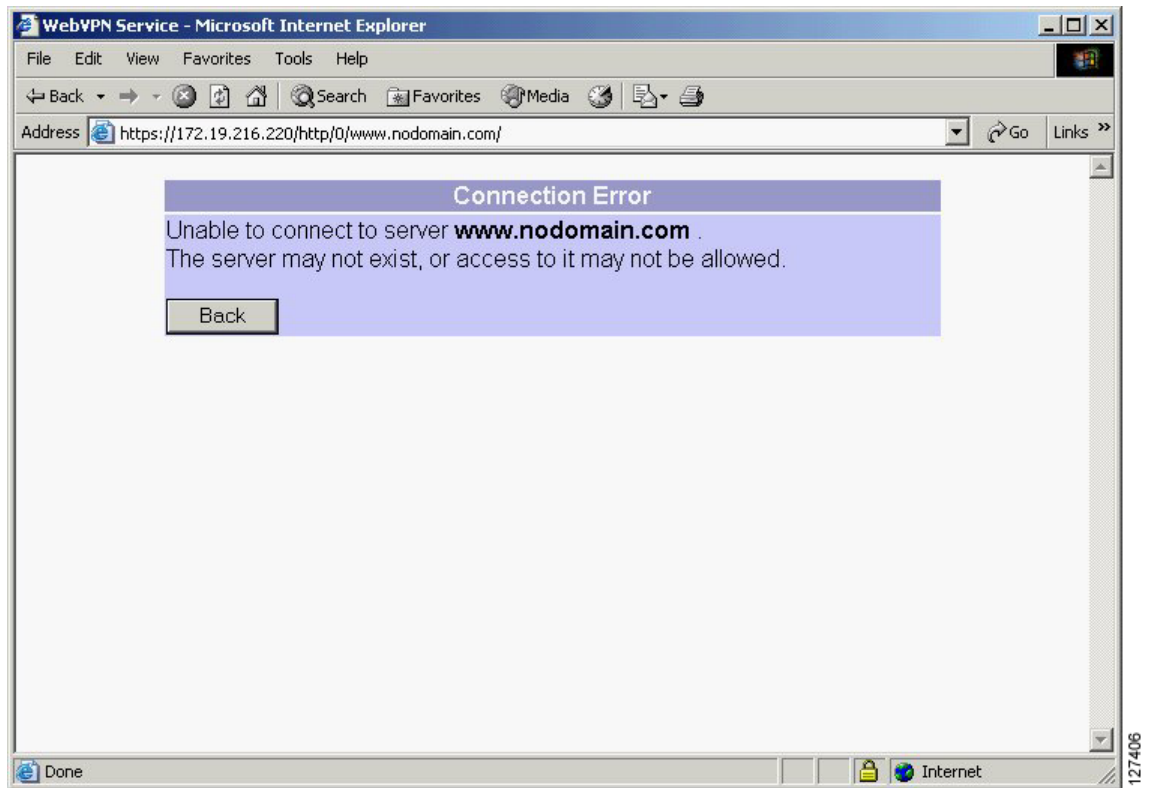 WebVPN Service - Microsoft Internet Explorer
File Edit View Favorites Tools Help
Back Search Favorites Media
Address https://172.19.216.220/http/0/www.nodomain.com/ Go Links »
Connection Error
Unable to connect to server www.nodomain.com .
The server may not exist, or access to it may not be allowed.
Back
Done Internet
127406